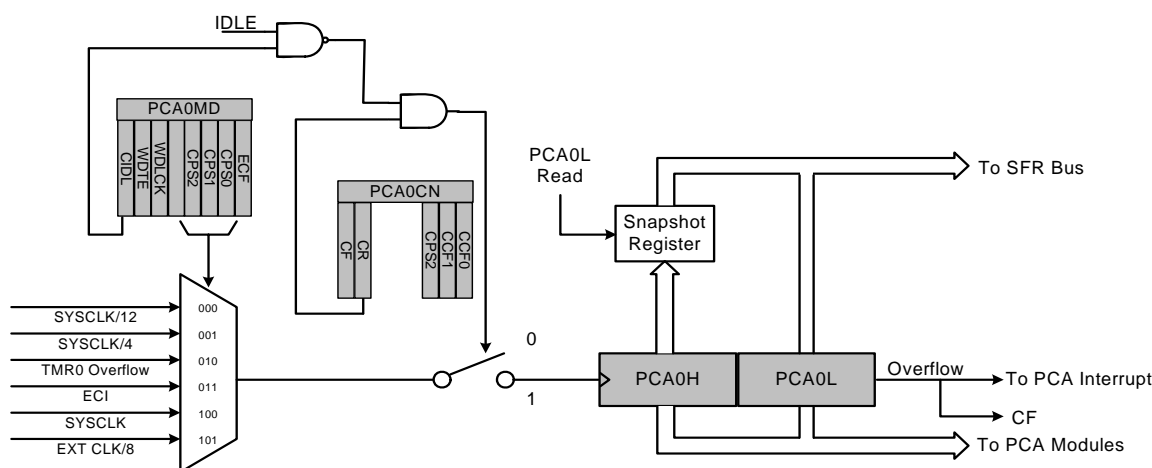 IDLE
PCA0MD
CIDL
WDTE
WDLCK
CPS2
CPS1
CPS0
ECF
PCA0CN
CF
CR
CPS2
CCF1
CCF0
PCA0L
Read
Snapshot
Register
To SFR Bus
SYSCLK/12
SYSCLK/4
TMR0 Overflow
ECI
SYSCLK
EXT CLK/8
000
001
010
011
100
101
0
1
PCA0H
PCA0L
Overflow
To PCA Interrupt
CF
To PCA Modules